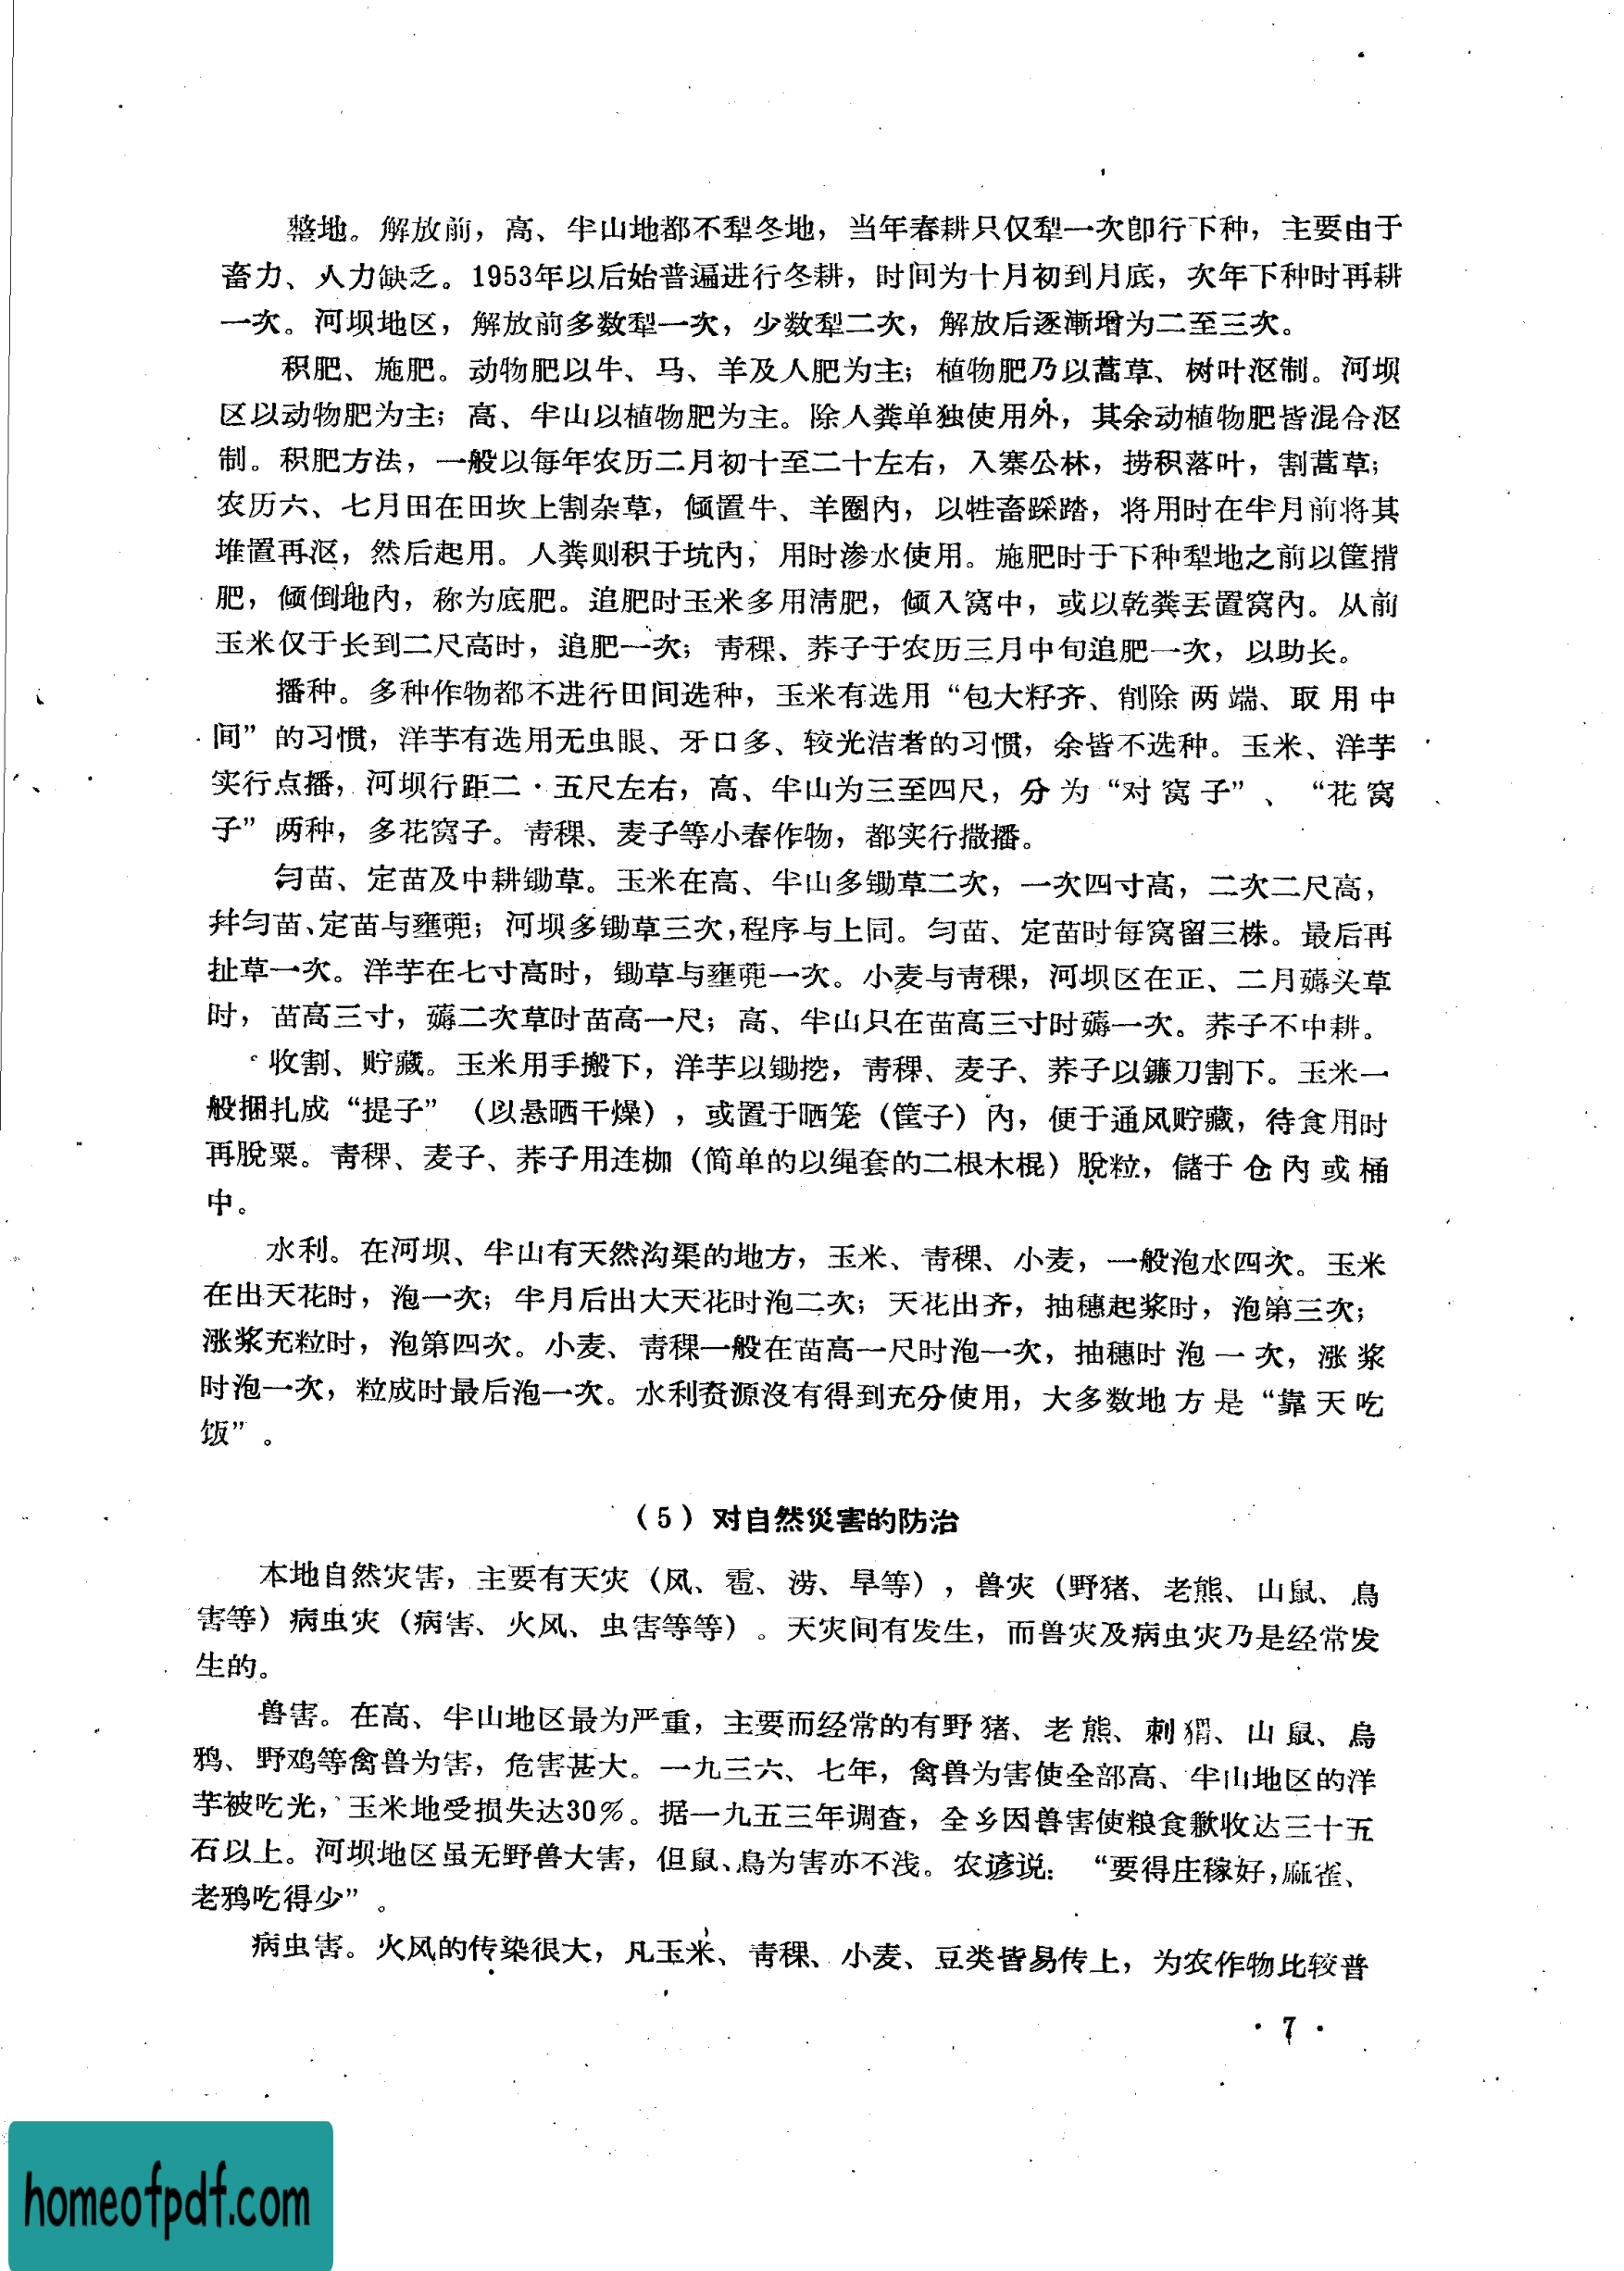 整地。解放前，高、半山地都不犁冬地，当年春耕只仅犁一次即行下种，主要由于
畜力、人力缺乏。1953年以后始普遍进行冬耕，时间为十月初到月底，次年下种时再耕
一次。河坝地区，解放前多数犁一次，少数犁二次，解放后逐漸增为二至三次。
积肥、施肥。动物肥以牛、马、羊及人肥为主；植物肥乃以蒿草、树叶沤制。河坝
区以动物肥为主；高、半山以植物肥为主。除人粪单独使用外，其余动植物肥皆混合沤
制。积肥方法，一般以每年农历二月初十至二十左右，入寨公林，捞积落叶，割蒿草；
农历六、七月田在田坎上割杂草，倾置牛、羊圈内，以牲畜踩踏，将用时在半月前将其
堆置再沤，然后起用。人粪则积于坑内，用时渗水使用。施肥时于下种犁地之前以筐揹
肥，倾倒地内，称为底肥。追肥时玉米多用清肥，倾入窝中，或以乾粪丢置窝内。从前
玉米仅于长到二尺高时，追肥一次；青稞、荞子于农历三月中旬追肥一次，以助长。
播种。多种作物都不进行田间选种，玉米有选用“包大籽齐、削除两端、取用中
间”的习惯，洋芋有选用无虫眼、牙口多、较光洁者的习惯，余皆不选种。玉米、洋芋
实行点播，河坝行距二·五尺左右，高、半山为三至四尺，分为“对窝子”、“花窝
子”两种，多花窝子。青稞、麦子等小春作物，都实行撒播。
匀苗、定苗及中耕锄草。玉米在高、半山多锄草二次，一次四寸高，二次二尺高，
并匀苗、定苗与壅蔸；河坝多锄草三次，程序与上同。匀苗、定苗时每窝留三株。最后再
扯草一次。洋芋在七寸高时，锄草与壅蔸一次。小麦与青稞，河坝区在正、二月薅头草
时，苗高三寸，薅二次草时苗高一尺；高、半山只在苗高三寸时薅一次。荞子不中耕。
收割、贮藏。玉米用手搬下，洋芋以锄挖，青稞、麦子、荞子以鐮刀割下。玉米一
般捆扎成“提子”（以悬晒干燥），或置于晒笼（筐子）内，便于通风贮藏，待食用时
再脫粟。青稞、麦子、荞子用连枷（简单的以绳套的二根木棍）脫粒，儲于仓内或桶
中。
水利。在河坝、半山有天然沟渠的地方，玉米、青稞、小麦，一般泡水四次。玉米
在出天花时，泡一次；半月后出大天花时泡二次；天花出齐，抽穗起浆时，泡第三次；
涨浆充粒时，泡第四次。小麦、青稞一般在苗高一尺时泡一次，抽穗时泡一次，涨浆
时泡一次，粒成时最后泡一次。水利资源沒有得到充分使用，大多数地方是“靠天吃
饭”。
（5）对自然災害的防治
本地自然灾害，主要有天灾（风、雹、涝、旱等），兽灾（野猪、老熊、山鼠、鳥
害等）病虫灾（病害、火风、虫害等等）。天灾间有发生，而兽灾及病虫灾乃是经常发
生的。
兽害。在高、半山地区最为严重，主要而经常的有野猪、老熊、刺猬、山鼠、烏
鸦、野鸡等禽兽为害，危害甚大。一九三六、七年，禽兽为害使全部高、半山地区的洋
芋被吃光，玉米地受损失达30％。据一九五三年调查，全乡因兽害使粮食歉收达三十五
石以上。河坝地区虽无野兽大害，但鼠、鳥为害亦不浅。农谚说：“要得庄稼好，麻雀、
老鸦吃得少”。
病虫害。火风的传染很大，凡玉米、青稞、小麦、豆类皆易传上，为农作物比较普
·7·
homeofpdf.com